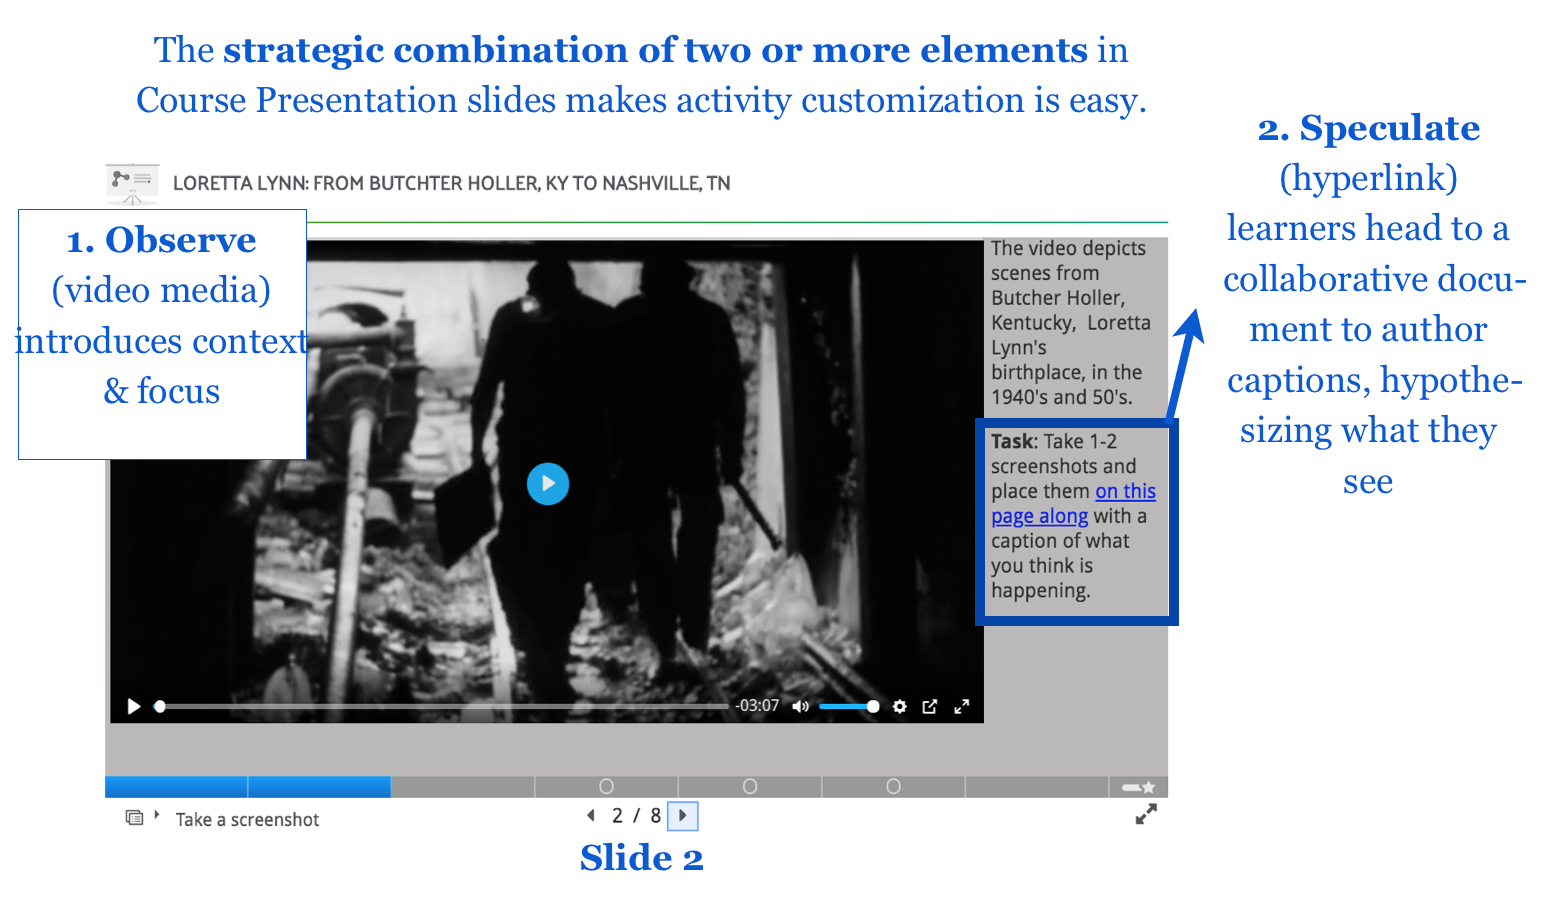 The strategic combination of two or more elements in
Course Presentation slides makes activity customization is easy.
LORETTA LYNN: FROM BUTCHTER HOLLER, KY TO NASHVILLE, TN
1. Observe
(video media)
introduces context
& focus
The video depicts
scenes from
Butcher Holler,
Kentucky, Loretta
Lynn's
birthplace, in the
1940's and 50's.
Task: Take 1-2
screenshots and
place them on this
page along with a
caption of what
you think is
happening.
2. Speculate
(hyperlink)
learners head to a
collaborative docu-
ment to author
captions, hypothe-
sizing what they
see
-03:07
Take a screenshot
2 / 8
Slide 2